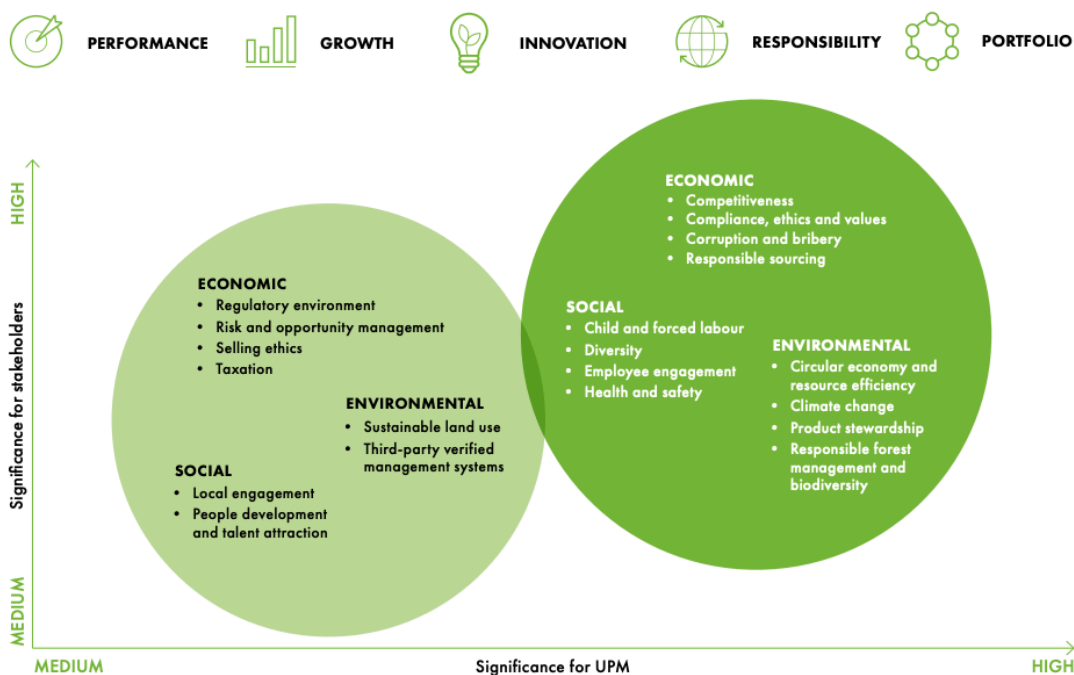 PERFORMANCE
GROWTH
INNOVATION
RESPONSIBILITY
PORTFOLIO
HIGH
Significance for stakeholders
MEDIUM
ECONOMIC
• Regulatory environment
• Risk and opportunity management
• Selling ethics
• Taxation
ENVIRONMENTAL
• Sustainable land use
• Third-party verified
management systems
SOCIAL
• Local engagement
• People development
and talent attraction
ECONOMIC
• Competitiveness
• Compliance, ethics and values
• Corruption and bribery
• Responsible sourcing
SOCIAL
• Child and forced labour
• Diversity
• Employee engagement
• Health and safety
ENVIRONMENTAL
• Circular economy and
resource efficiency
• Climate change
• Product stewardship
• Responsible forest
management and
biodiversity
MEDIUM
Significance for UPM
HIGH